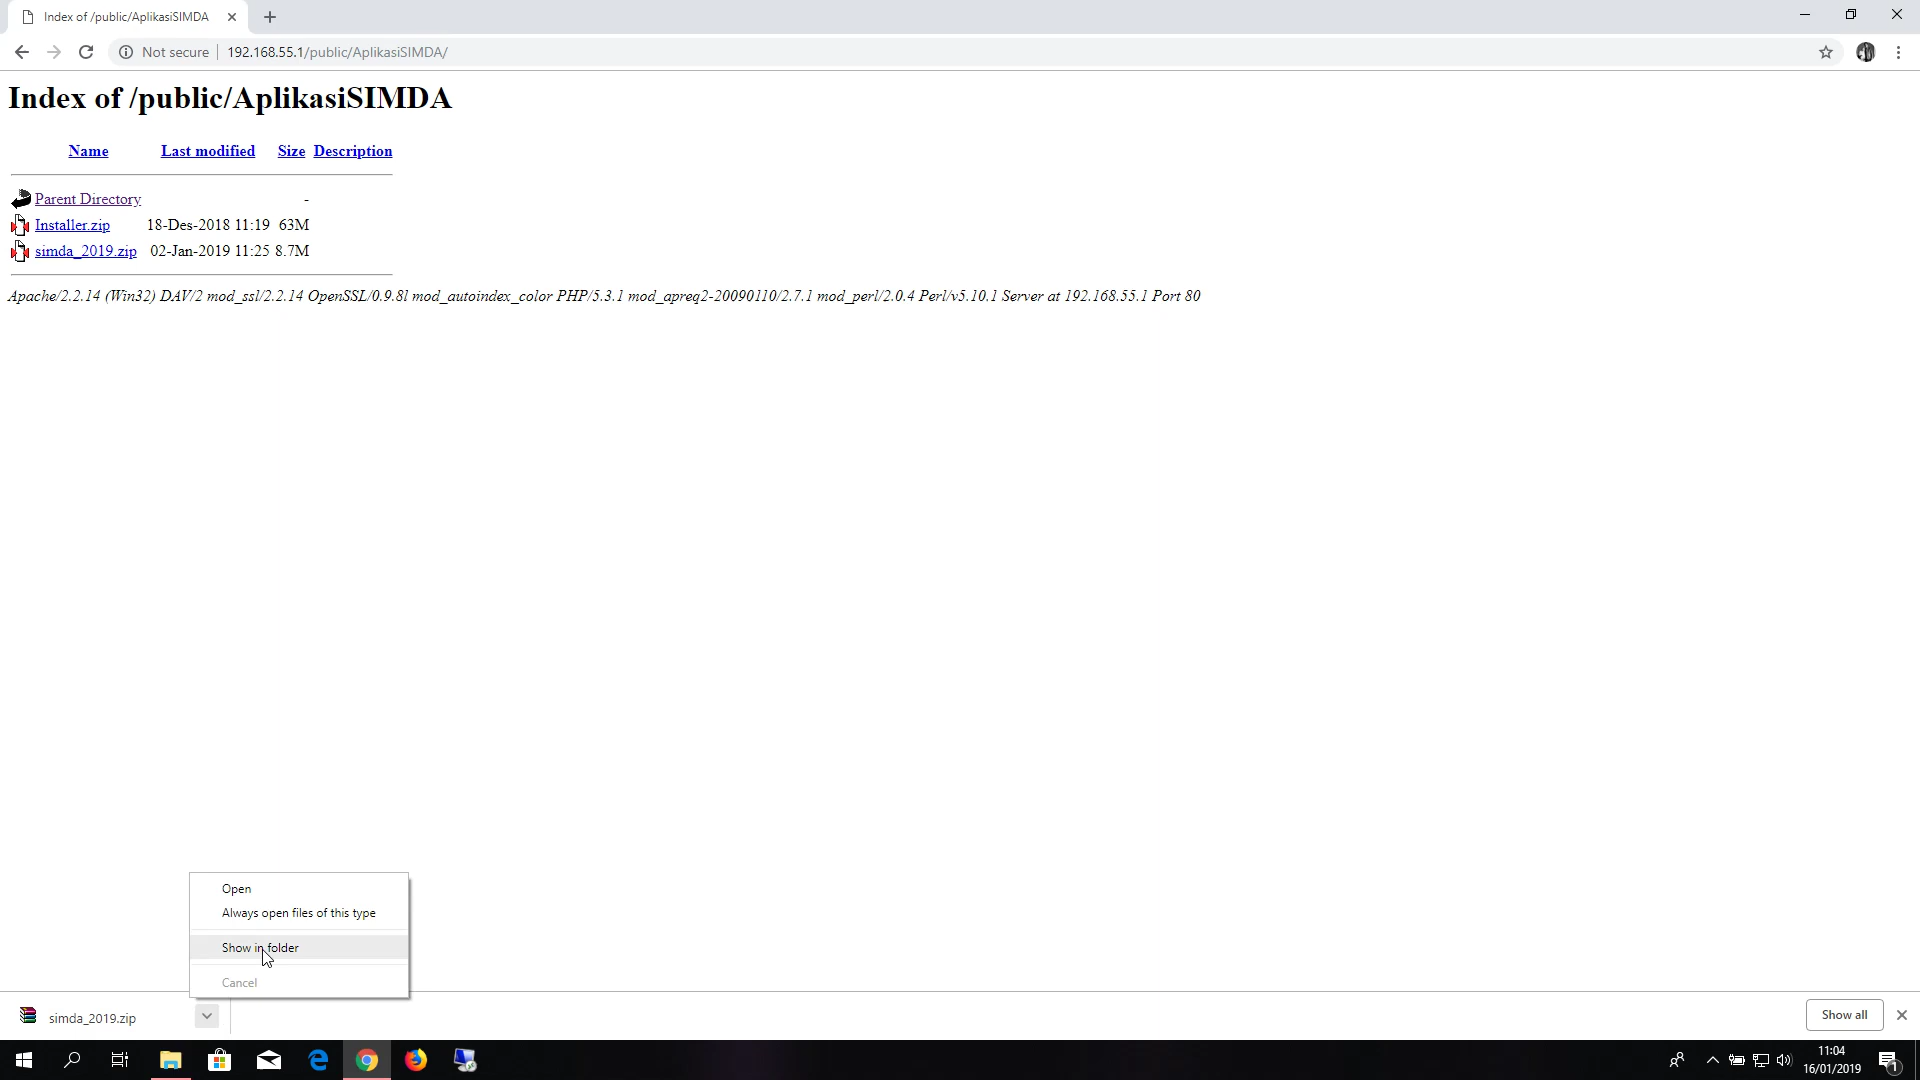 Index of /public/AplikasiSIMDA
Not secure 192.168.55.1/public/AplikasiSIMDA/
Index of /public/AplikasiSIMDA
Name Last modified Size Description
Parent Directory -
Installer.zip 18-Des-2018 11:19 63M
simda_2019.zip 02-Jan-2019 11:25 8.7M
Apache/2.2.14 (Win32) DAV/2 mod_ssl/2.2.14 OpenSSL/0.9.8l mod_autoindex_color PHP/5.3.1 mod_apreq2-20090110/2.7.1 mod_perl/2.0.4 Perl/v5.10.1 Server at 192.168.55.1 Port 80
Open
Always open files of this type
Show in folder
Cancel
simda_2019.zip Show all
11:04
16/01/2019
1